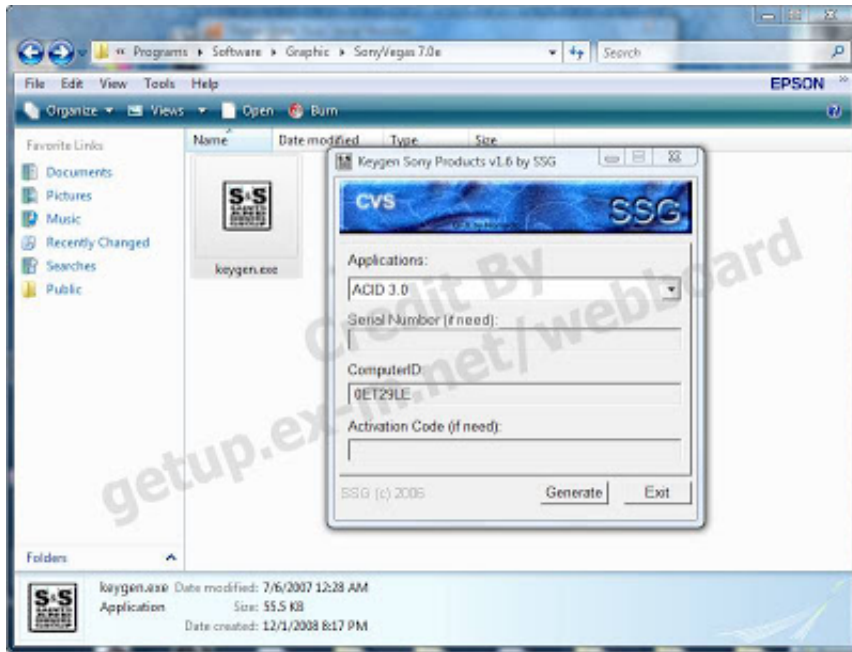 « Programs ▸ Software ▸ Graphic ▸ SonyVegas 7.0e
Search
File Edit View Tools Help
EPSON »
Organize Views Open Burn
Favorite Links
Documents
Pictures
Music
Recently Changed
Searches
Public
Folders
Name Date modified Type Size
S&S
keygen.exe
Keygen Sony Products v1.6 by SSG
CVS
SSG
Applications:
ACID 3.0
Serial Number (if need):
ComputerID:
0ET29LE
Activation Code (if need):
SSG (c) 2006
Generate Exit
Credit By
getup.ex-m.net/webboard
S&S
keygen.exe Date modified: 7/6/2007 12:28 AM
Application Size: 55.5 KB
Date created: 12/1/2008 8:17 PM